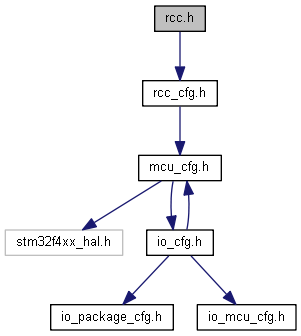 rcc.h
rcc_cfg.h
mcu_cfg.h
stm32f4xx_hal.h
io_cfg.h
io_package_cfg.h
io_mcu_cfg.h